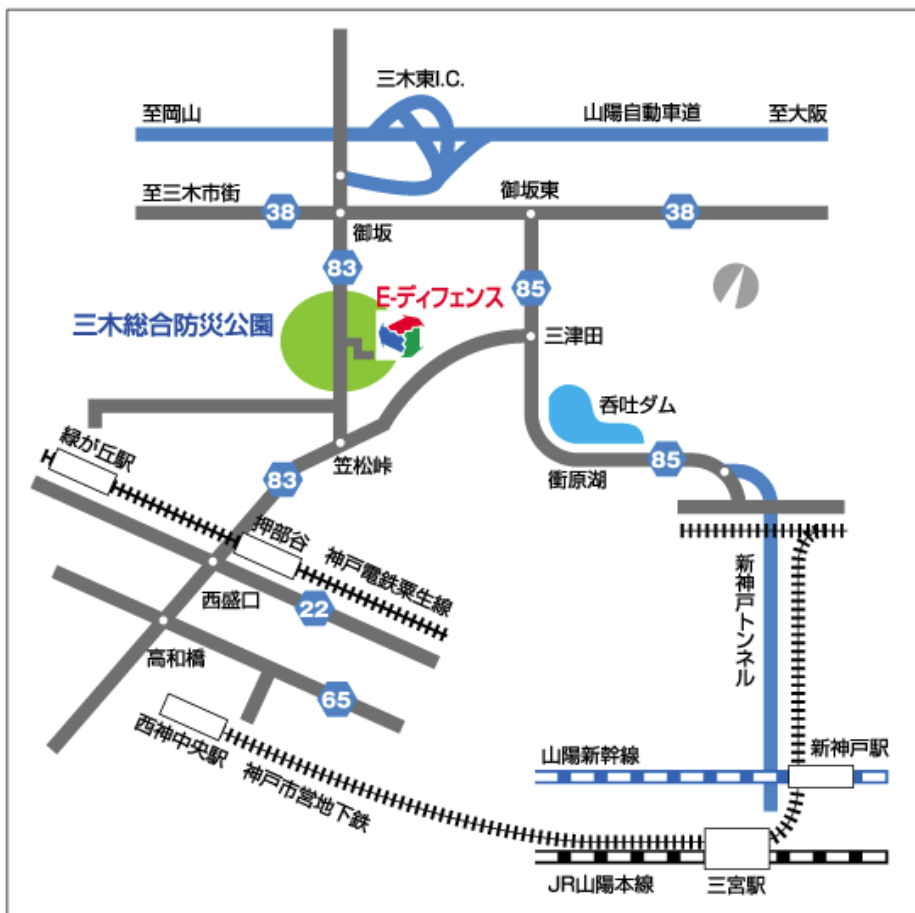 三木東I.C.
至岡山
山陽自動車道
至大阪
至三木市街
38
御坂東
38
御坂
83
85
E-ディフェンス
三木総合防災公園
三津田
呑吐ダム
緑が丘駅
笠松峠
83
衝原湖
85
押部谷
神戸電鉄粟生線
西盛口
22
新神戸トンネル
高和橋
65
西神中央駅
神戸市営地下鉄
山陽新幹線
新神戸駅
JR山陽本線
三宮駅